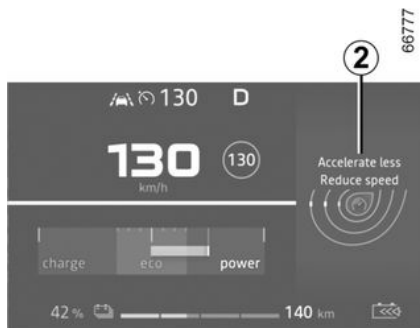 66777
2
130 D
130
130
km/h
Accelerate less
Reduce speed
charge eco power
42 % 140 km